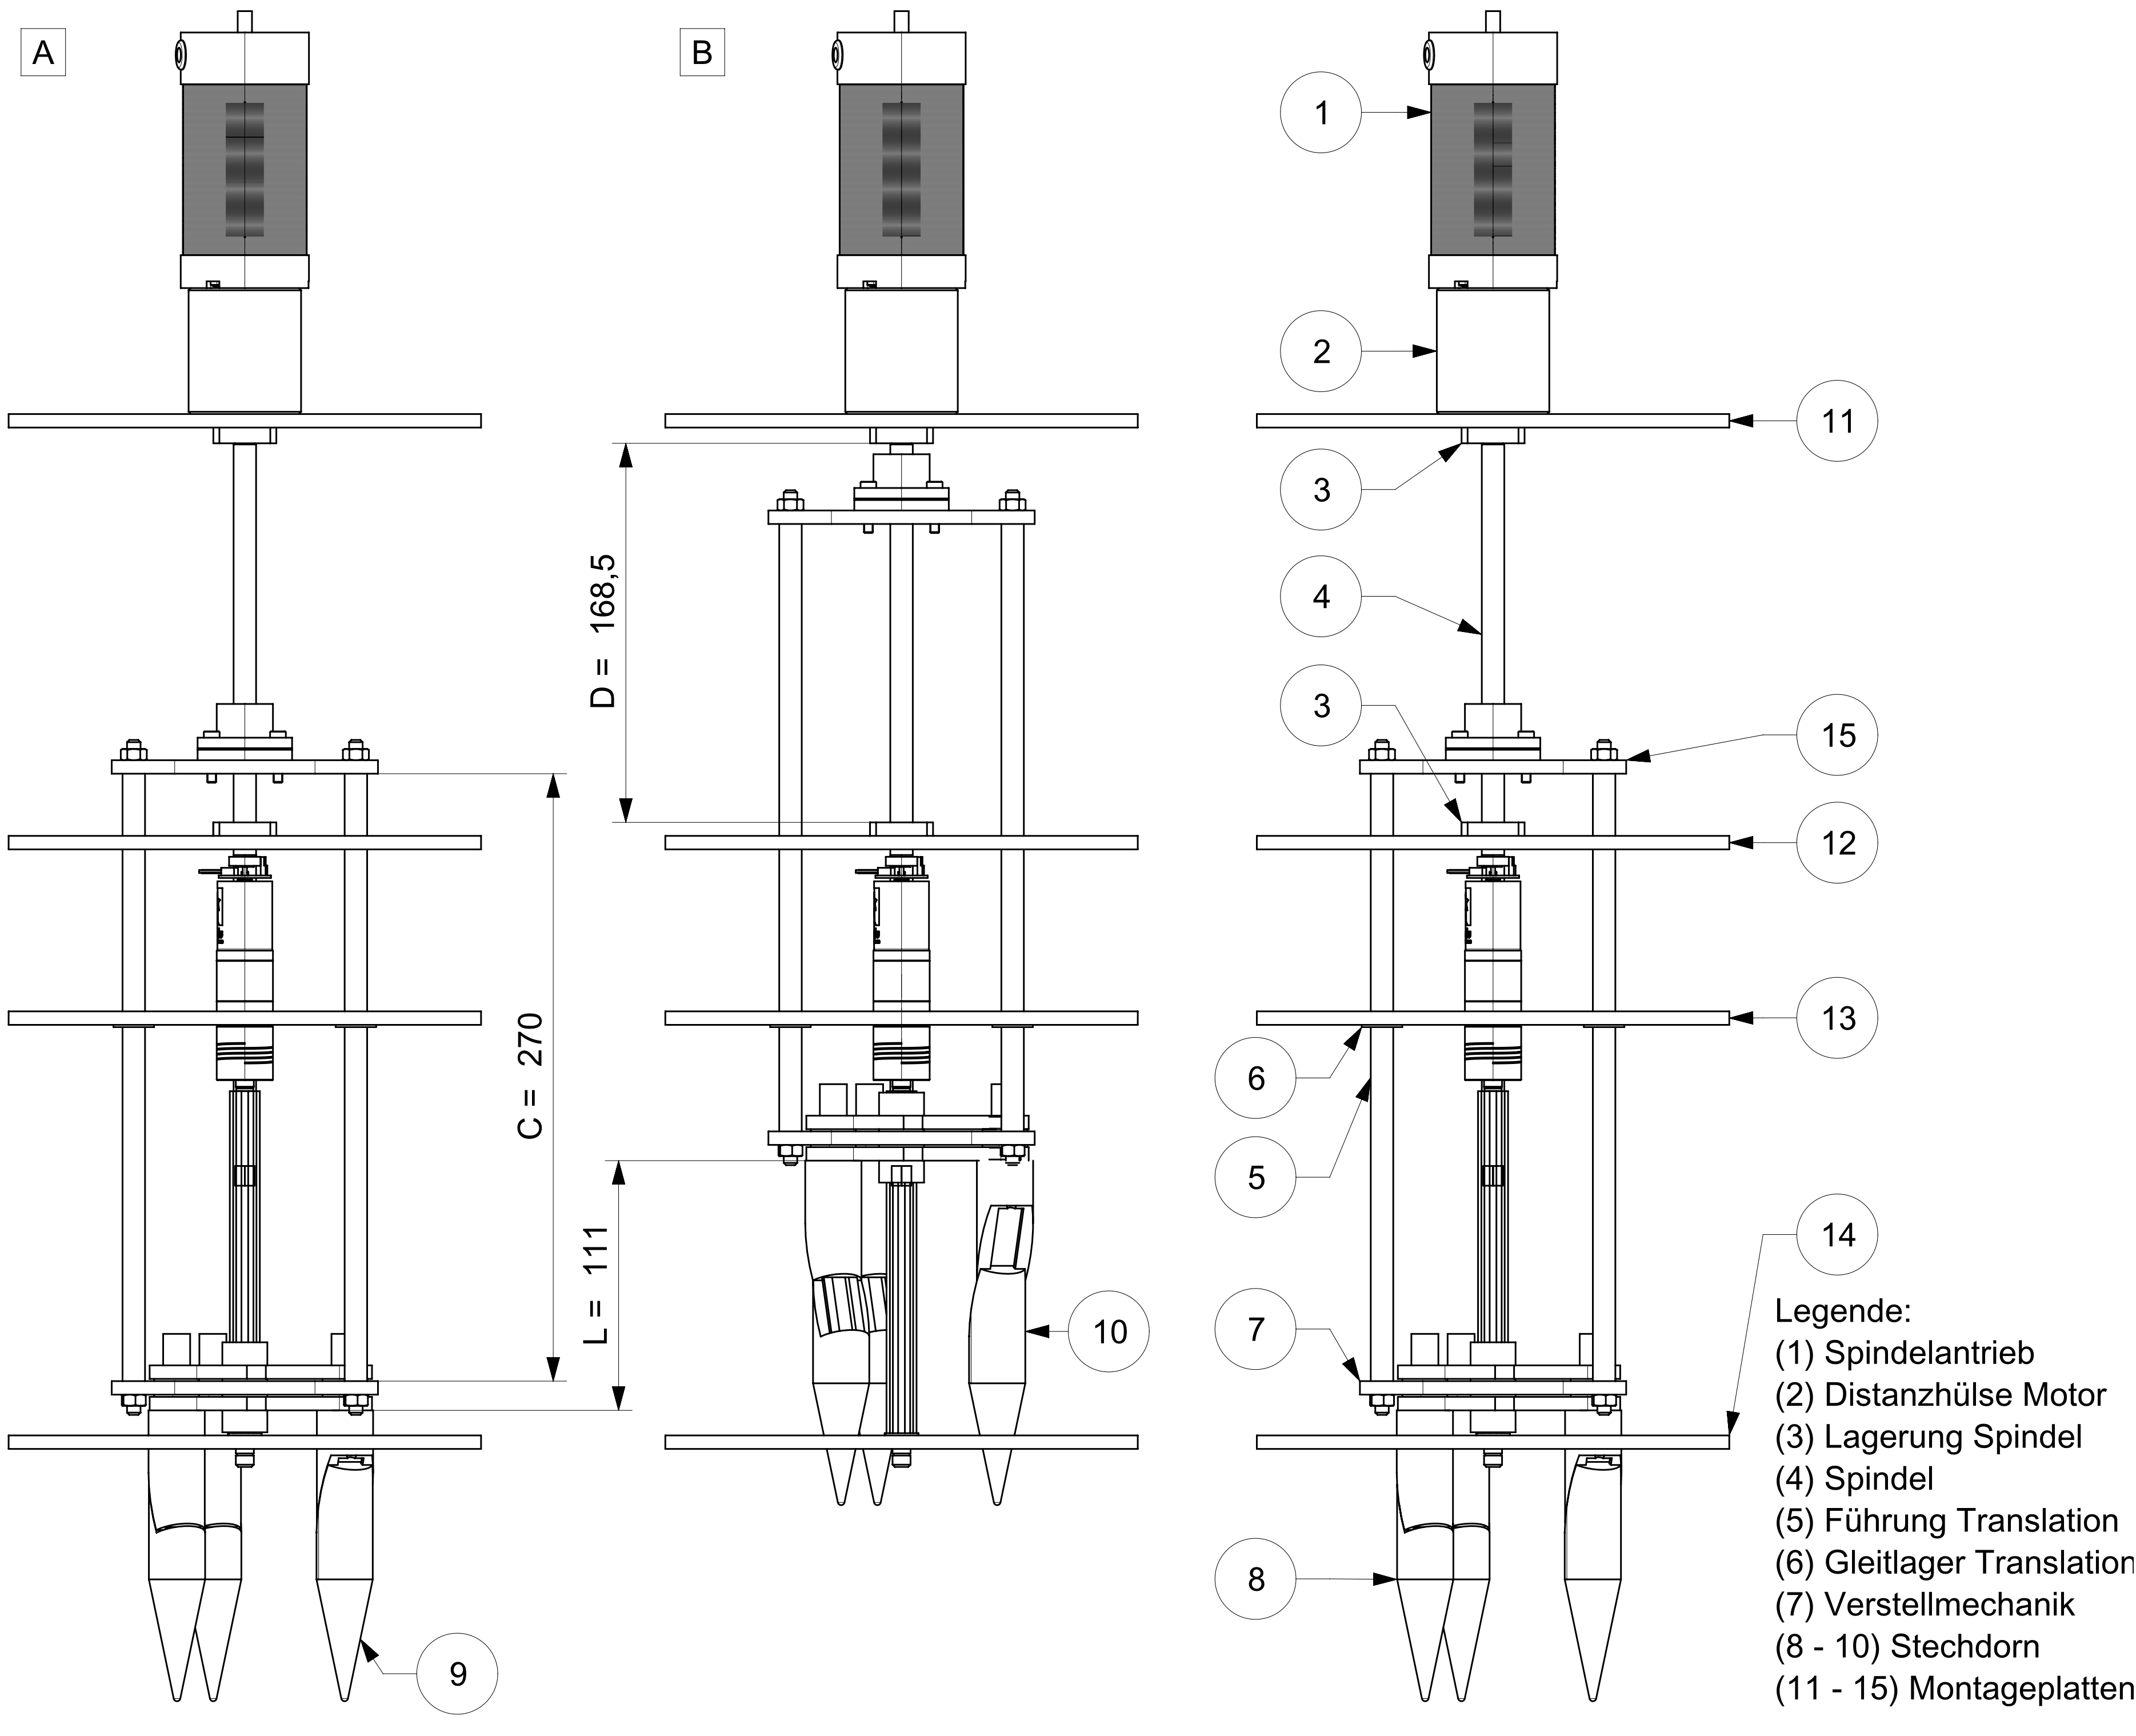 A
B
1
2
11
3
4
D = 168,5
3
15
12
13
C = 270
6
5
14
L = 111
10
7
8
9
Legende:
(1) Spindelantrieb
(2) Distanzhülse Motor
(3) Lagerung Spindel
(4) Spindel
(5) Führung Translation
(6) Gleitlager Translation
(7) Verstellmechanik
(8 - 10) Stechdorn
(11 - 15) Montageplatten